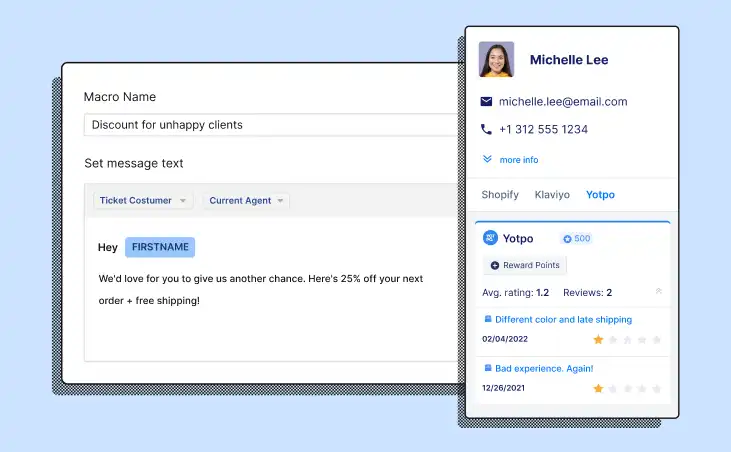 Macro Name
Discount for unhappy clients
Set message text
Ticket Costumer
Current Agent
Hey FIRSTNAME
We'd love for you to give us another chance. Here's 25% off your next
order + free shipping!
Michelle Lee
michelle.lee@email.com
+1 312 555 1234
more info
Shopify Klaviyo Yotpo
Yotpo 500
Reward Points
Avg. rating: 1.2 Reviews: 2
Different color and late shipping
02/04/2022
Bad experience. Again!
12/26/2021